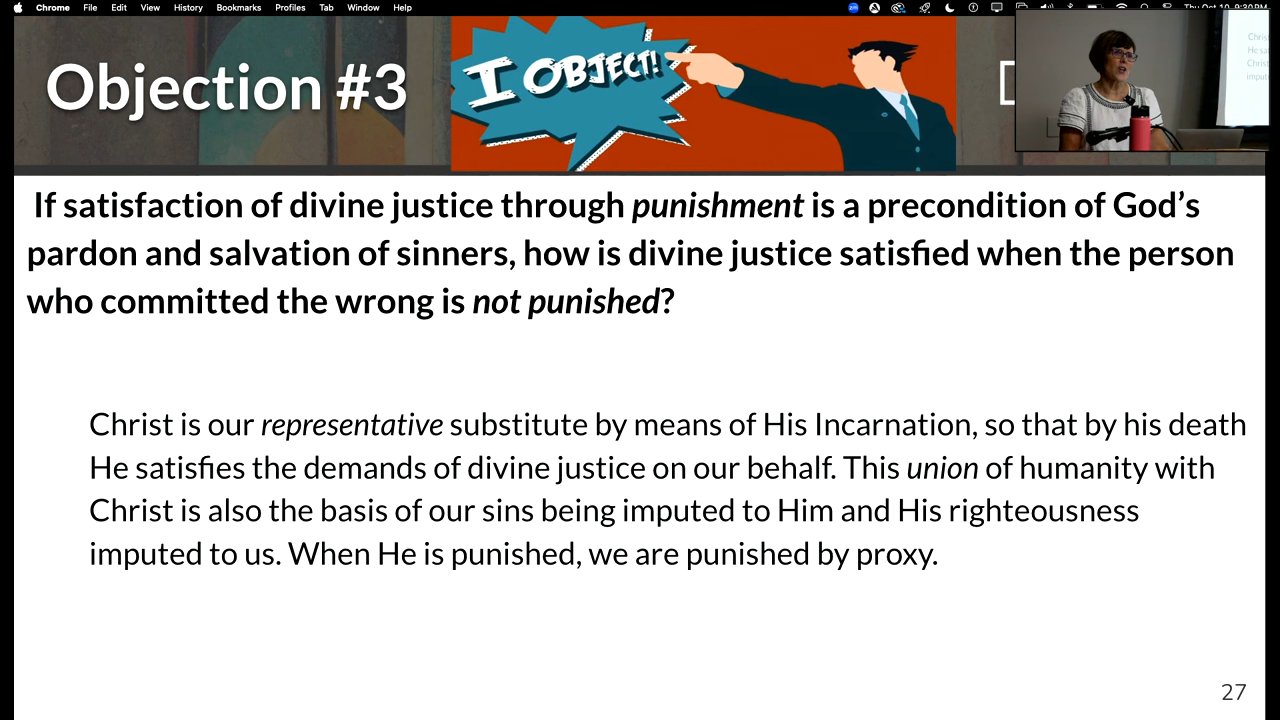 Chrome File Edit View History Bookmarks Profiles Tab Window Help
Thu Oct 10 9:30PM
Objection #3
I OBJECT!
If satisfaction of divine justice through punishment is a precondition of God’s
pardon and salvation of sinners, how is divine justice satisfied when the person
who committed the wrong is not punished?
Christ is our representative substitute by means of His Incarnation, so that by his death
He satisfies the demands of divine justice on our behalf. This union of humanity with
Christ is also the basis of our sins being imputed to Him and His righteousness
imputed to us. When He is punished, we are punished by proxy.
27